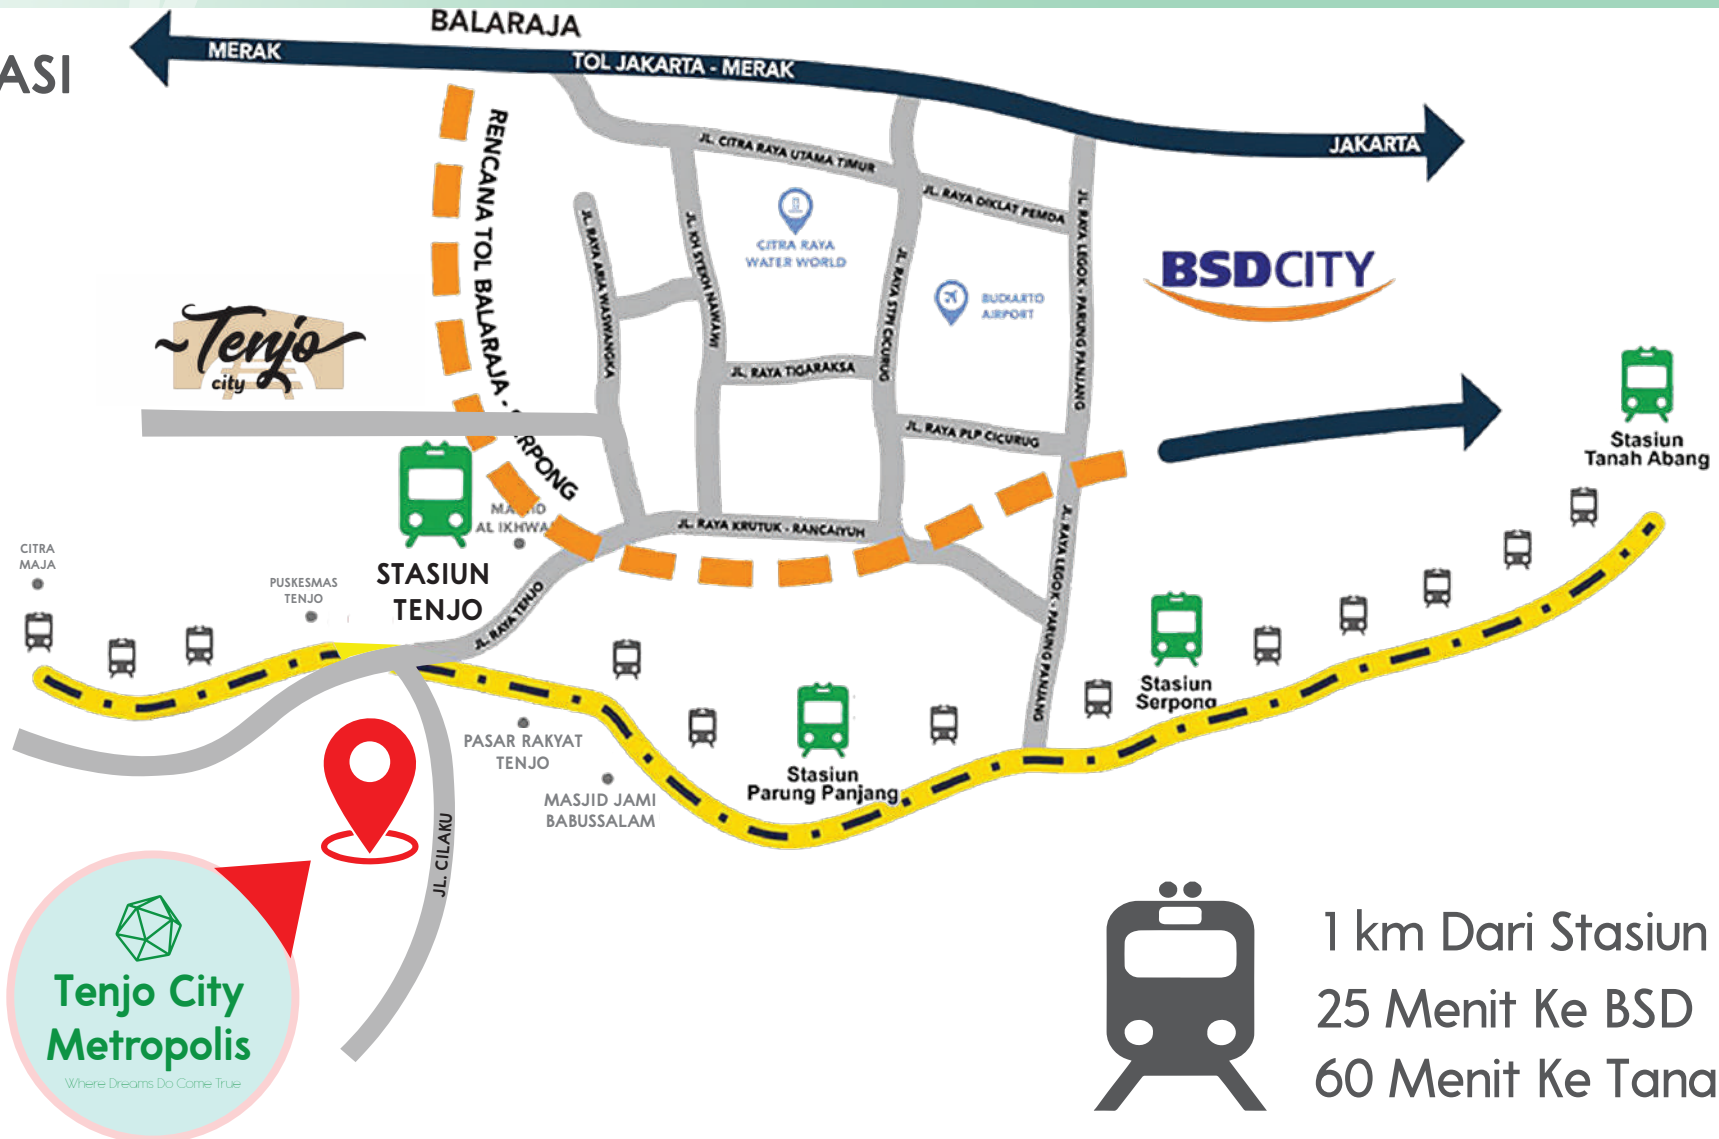 ASI
BALARAJA
MERAK
TOL JAKARTA - MERAK
JAKARTA
RENCANA TOL BALARAJA - RPONG
JL. CITRA RAYA UTAMA TIMUR
JL. RAYA DIKLAT PEMDA
JL. RAYA ARIA WASWANGKA
JL. KH SYEKH NAWAWI
CITRA RAYA
WATER WORLD
JL. RAYA STPI CICURUG
BUDIARTO
AIRPORT
JL. RAYA LEGOK - PARUNG PANJANG
BSDCITY
Tenjo
city
JL. RAYA TIGARAKSA
JL. RAYA PLP CICURUG
Stasiun
Tanah Abang
MA ID
AL IKHWA
JL. RAYA KRUTUK - RANCAIYUH
CITRA
MAJA
PUSKESMAS
TENJO
STASIUN
TENJO
JL. RAYA TENJO
JL. RAYA LEGOK - PARUNG PANJANG
Stasiun
Serpong
PASAR RAKYAT
TENJO
Stasiun
Parung Panjang
MASJID JAMI
BABUSSALAM
JL. CILAKU
Tenjo City
Metropolis
Where Dreams Do Come True
1 km Dari Stasiun
25 Menit Ke BSD
60 Menit Ke Tana